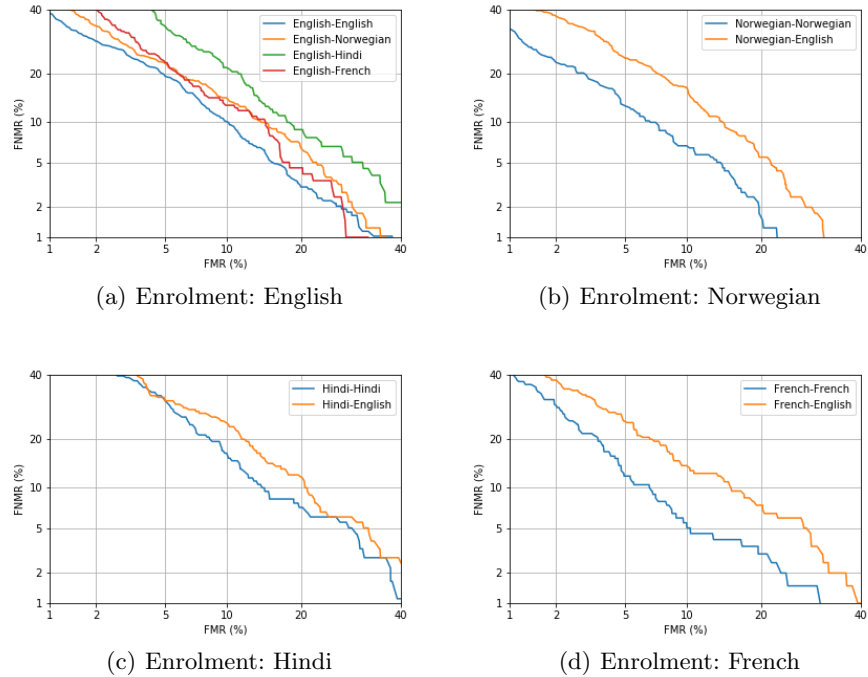 40
20
10
5
2
1
FNMR (%)
1 2 5 10 20 40
FMR (%)
English-English
English-Norwegian
English-Hindi
English-French
(a) Enrolment: English
40
20
10
5
2
1
FNMR (%)
1 2 5 10 20 40
FMR (%)
Norwegian-Norwegian
Norwegian-English
(b) Enrolment: Norwegian
40
20
10
5
2
1
FNMR (%)
1 2 5 10 20 40
FMR (%)
Hindi-Hindi
Hindi-English
(c) Enrolment: Hindi
40
20
10
5
2
1
FNMR (%)
1 2 5 10 20 40
FMR (%)
French-French
French-English
(d) Enrolment: French